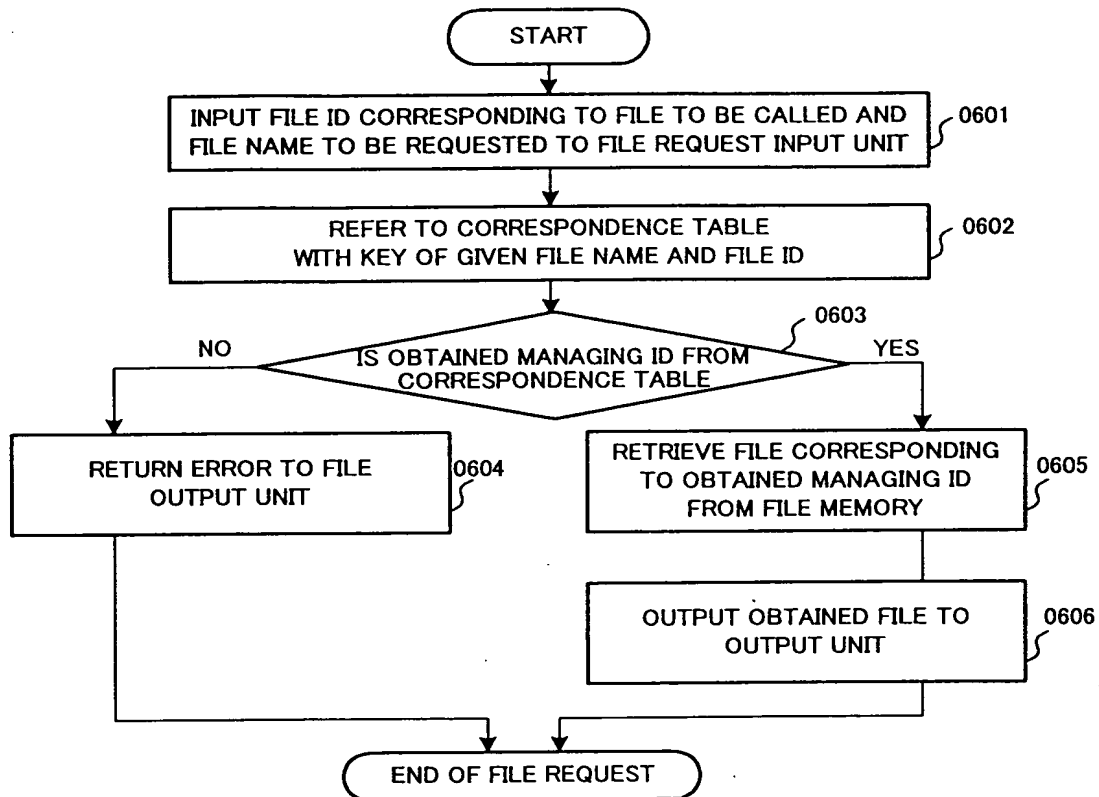 START
INPUT FILE ID CORRESPONDING TO FILE TO BE CALLED AND
FILE NAME TO BE REQUESTED TO FILE REQUEST INPUT UNIT
0601
REFER TO CORRESPONDENCE TABLE
WITH KEY OF GIVEN FILE NAME AND FILE ID
0602
0603
NO
IS OBTAINED MANAGING ID FROM
CORRESPONDENCE TABLE
YES
RETURN ERROR TO FILE
OUTPUT UNIT
0604
RETRIEVE FILE CORRESPONDING
TO OBTAINED MANAGING ID
FROM FILE MEMORY
0605
OUTPUT OBTAINED FILE TO
OUTPUT UNIT
0606
END OF FILE REQUEST